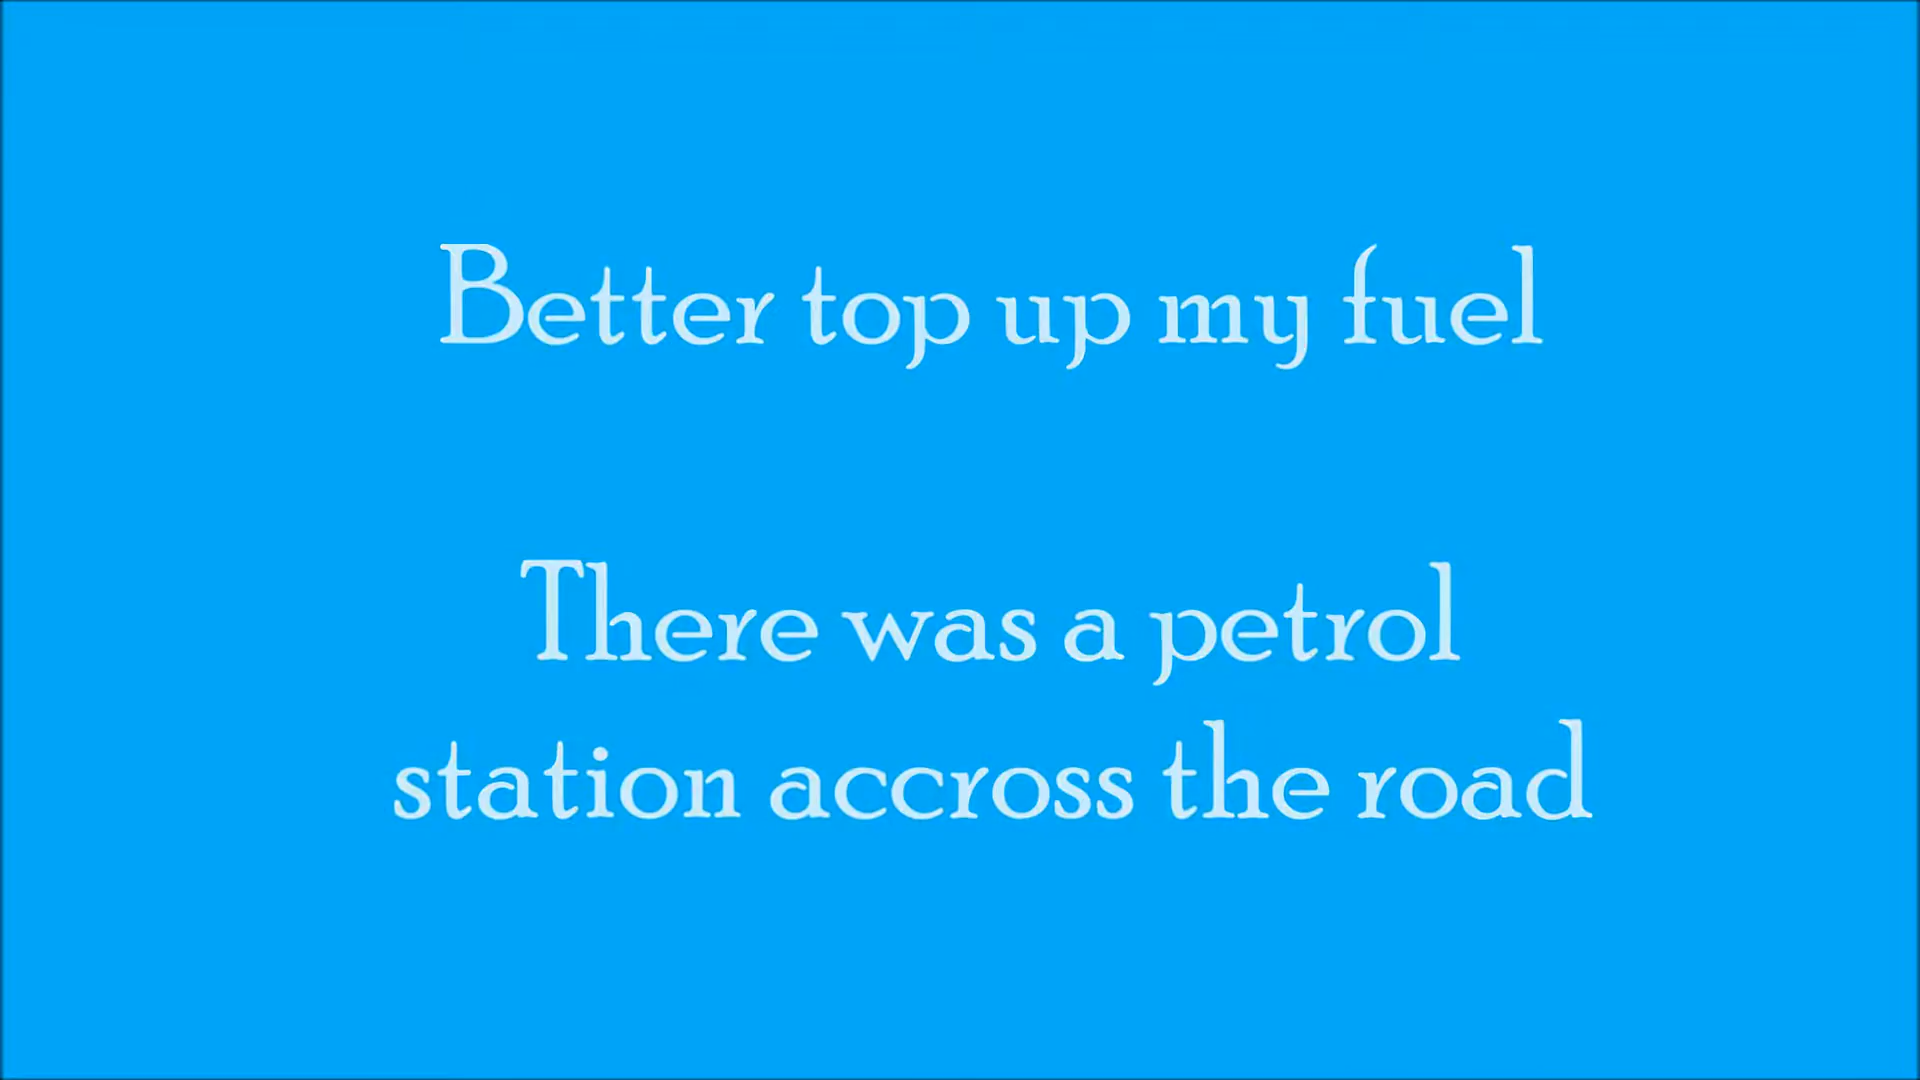 Better top up my fuel
There was a petrol
station accross the road